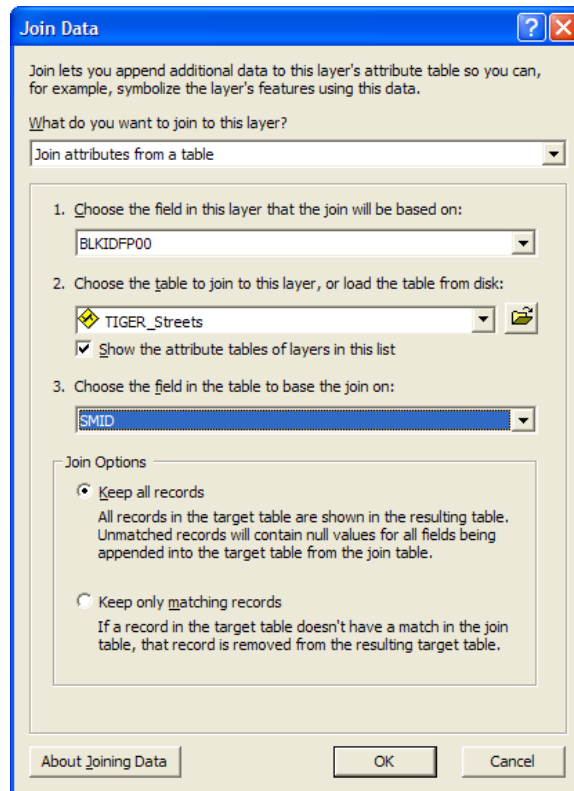 Join Data
Join lets you append additional data to this layer's attribute table so you can,
for example, symbolize the layer's features using this data.
What do you want to join to this layer?
Join attributes from a table
1. Choose the field in this layer that the join will be based on:
BLKIDFP00
2. Choose the table to join to this layer, or load the table from disk:
TIGER_Streets
Show the attribute tables of layers in this list
3. Choose the field in the table to base the join on:
SMID
Join Options
Keep all records
All records in the target table are shown in the resulting table.
Unmatched records will contain null values for all fields being
appended into the target table from the join table.
Keep only matching records
If a record in the target table doesn't have a match in the join
table, that record is removed from the resulting target table.
About Joining Data OK Cancel